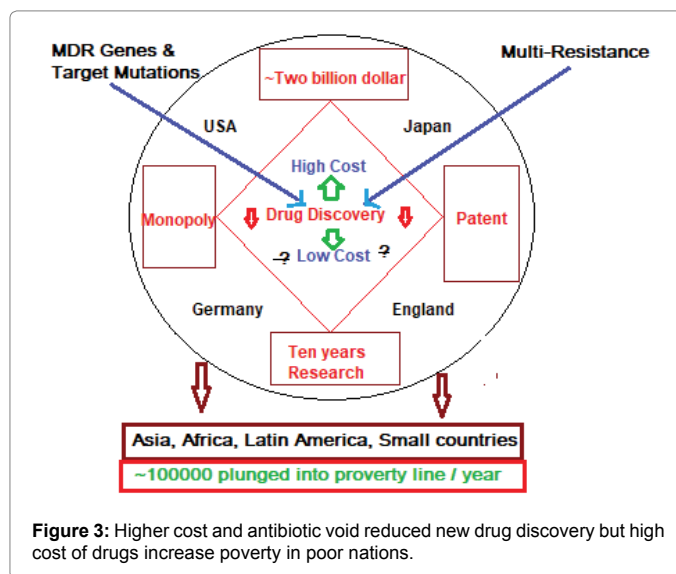 MDR Genes &
Target Mutations
Multi-Resistance
~Two billion dollar
USA
Japan
High Cost
Monopoly
Drug Discovery
Patent
? Low Cost ?
Germany
England
Ten years
Research
Asia, Africa, Latin America, Small countries
~100000 plunged into proverty line / year
Figure 3: Higher cost and antibiotic void reduced new drug discovery but high
cost of drugs increase poverty in poor nations.